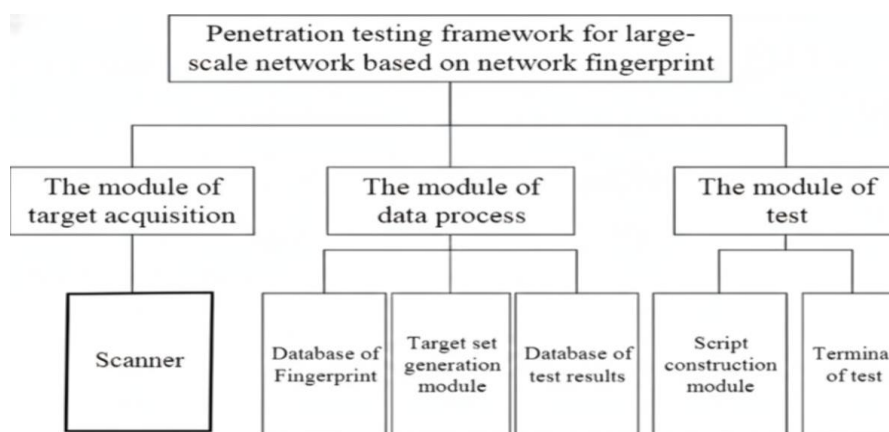 Penetration testing framework for large-
scale network based on network fingerprint
The module of
target acquisition
The module of
data process
The module of
test
Scanner
Database of
Fingerprint
Target set
generation
module
Database of
test results
Script
construction
module
Termina
of test